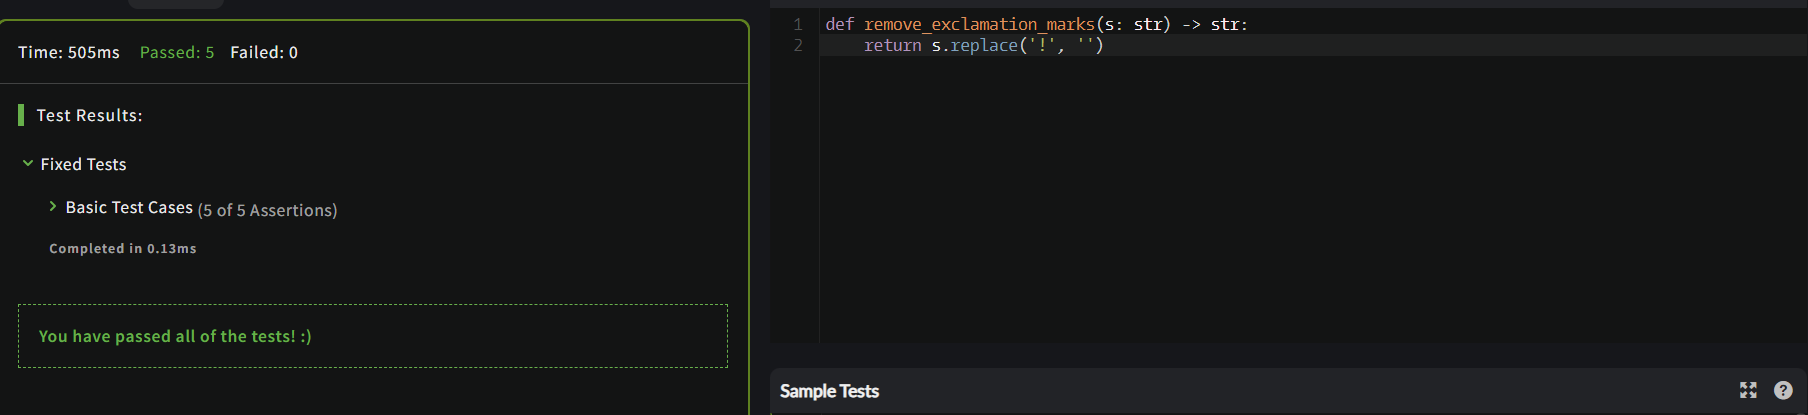 Time: 505ms Passed: 5 Failed: 0
Test Results:
Fixed Tests
Basic Test Cases (5 of 5 Assertions)
Completed in 0.13ms
You have passed all of the tests! :)
1 def remove_exclamation_marks(s: str) -> str:
2     return s.replace('!', '')
Sample Tests
?